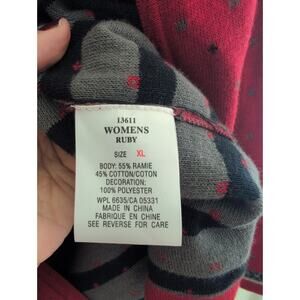 13611
WOMENS
RUBY
SIZE XL
BODY: 55% RAMIE
45% COTTON/COTON
DECORATION:
100% POLYESTER
WPL 6635/CA 05331
MADE IN CHINA
FABRIQUE EN CHINE
SEE REVERSE FOR CARE